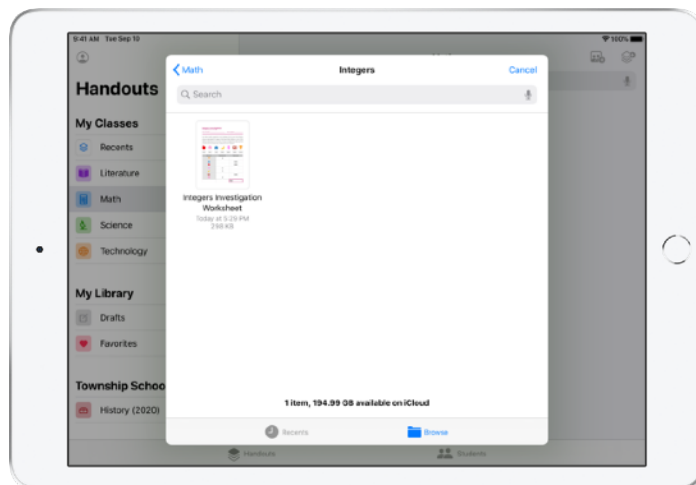 9:41 AM Tue Sep 10
100%
Math
Integers
Cancel
Search
Handouts
My Classes
Recents
Literature
Math
Science
Technology
My Library
Drafts
Favorites
Township Schoo
History (2020)
Integers Investigation
Worksheet
Today at 5:29 PM
298 KB
1 item, 194.99 GB available on iCloud
Recents
Browse
Handouts
Students